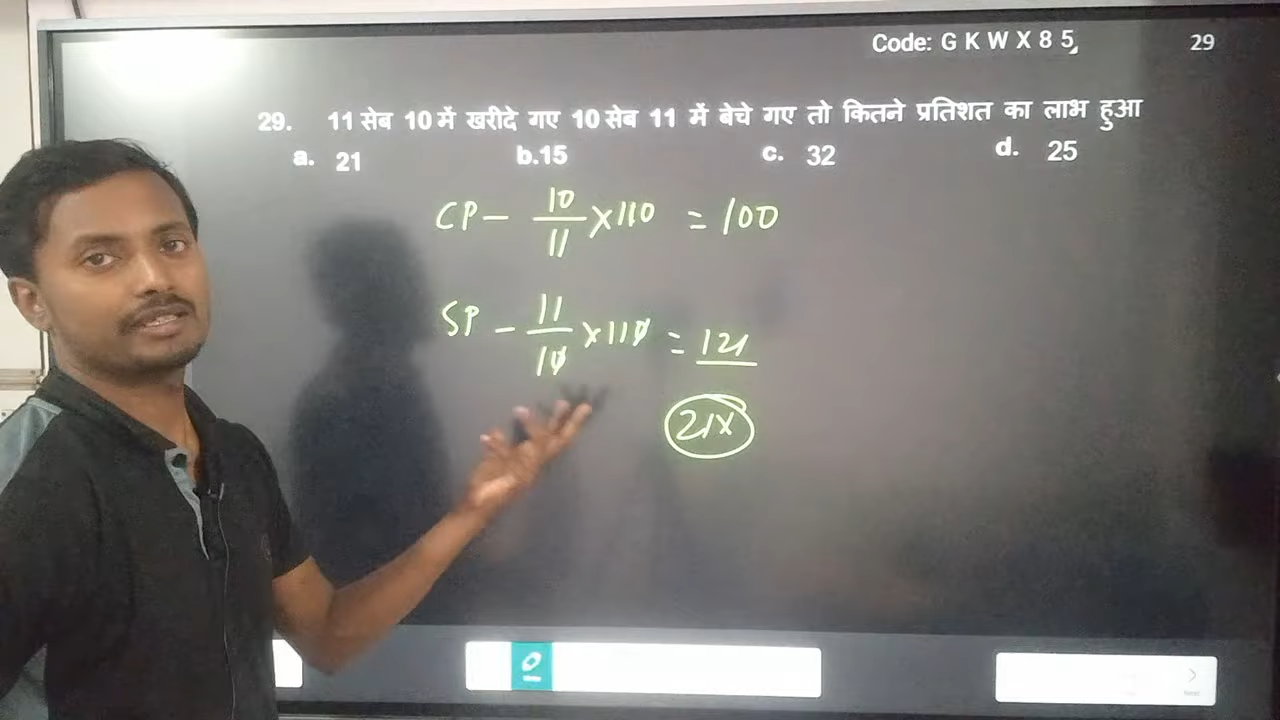 Code: G K W X 8 5
29
29. 11 सेब 10 में खरीदे गए 10 सेब 11 में बेचे गए तो कितने प्रतिशत का लाभ हुआ
a. 21 b.15 c. 32 d. 25
CP - 10/11 × 110 = 100
SP - 11/10 × 110 = 121
21%
Next